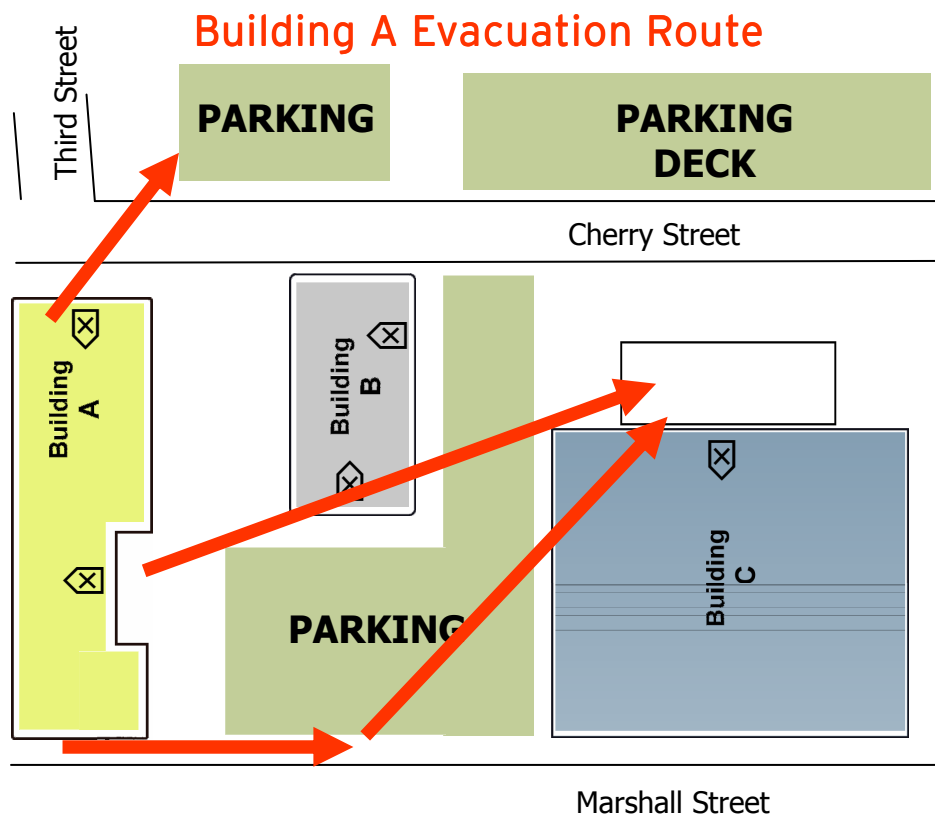 Building A Evacuation Route
Third Street
PARKING
PARKING
DECK
Cherry Street
Building
A
Building
B
Building
C
PARKING
Marshall Street